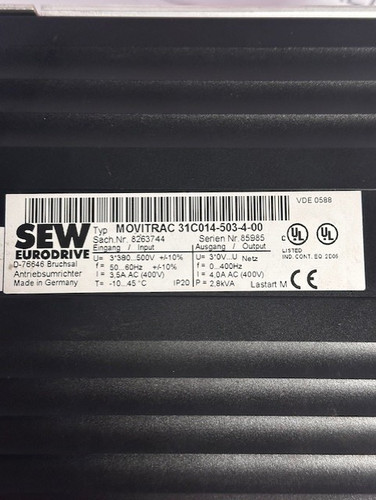 VDE 0588
SEW
EURODRIVE
D-76646 Bruchsal
Antriebsumrichter
Made in Germany
Typ MOVITRAC 31C014-503-4-00
Sach.Nr. 8263744 Serien Nr. 85985
Eingang / Input Ausgang / Output
U= 3*380...500V +/-10% U= 3*0V...U Netz
f= 50...60Hz +/-10% f= 0...400Hz
I = 3,5A AC (400V) I = 4,0A AC (400V)
T= -10...45°C IP20 P = 2,8kVA Lastart M CE
C UL UL
LISTED
IND. CONT. EQ 2D06